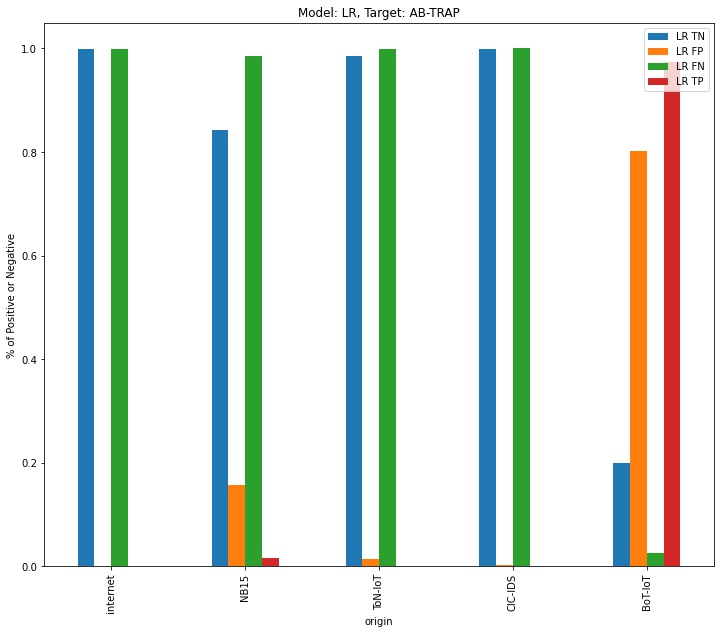 Model: LR, Target: AB-TRAP
LR TN
LR FP
LR FN
LR TP
% of Positive or Negative
1.0
0.8
0.6
0.4
0.2
0.0
internet
NB15
ToN-IoT
CIC-IDS
BoT-IoT
origin